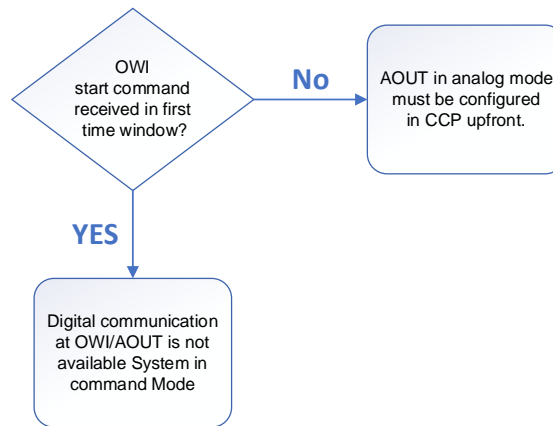 OWI
start command
received in first
time window?
No
AOUT in analog mode
must be configured
in CCP upfront.
YES
Digital communication
at OWI/AOUT is not
available System in
command Mode